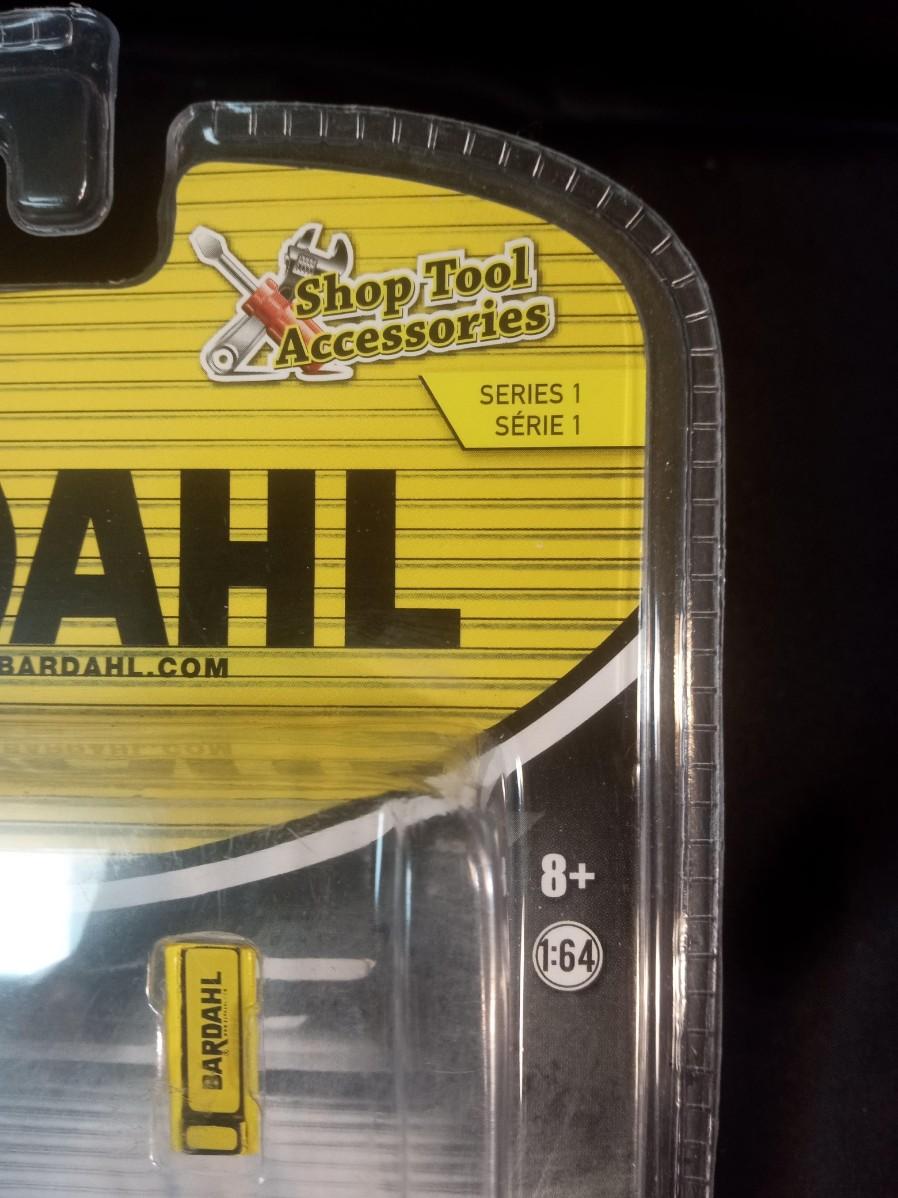 Shop Tool
Accessories
SERIES 1
SÉRIE 1
DAHL
BARDAHL.COM
8+
1:64
BARDAHL